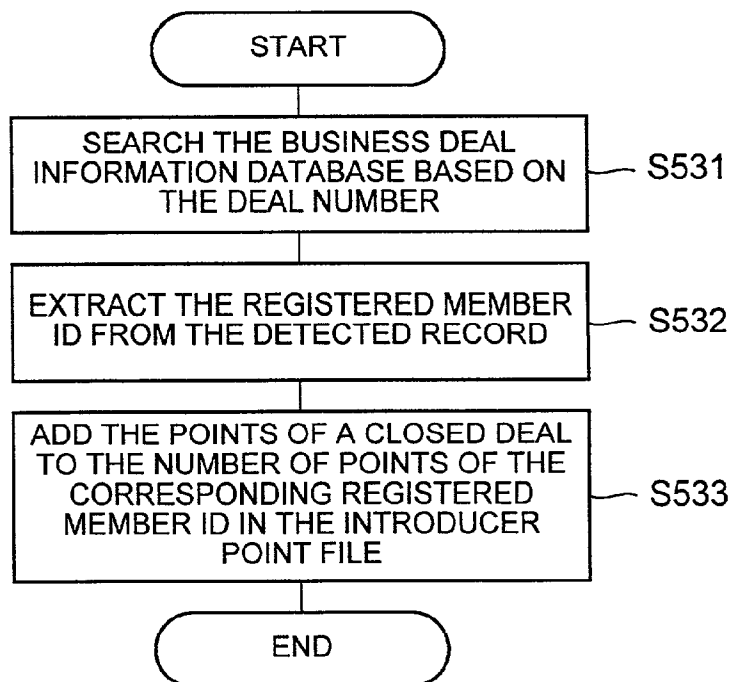 START
SEARCH THE BUSINESS DEAL
INFORMATION DATABASE BASED ON
THE DEAL NUMBER
S531
EXTRACT THE REGISTERED MEMBER
ID FROM THE DETECTED RECORD
S532
ADD THE POINTS OF A CLOSED DEAL
TO THE NUMBER OF POINTS OF THE
CORRESPONDING REGISTERED
MEMBER ID IN THE INTRODUCER
POINT FILE
S533
END